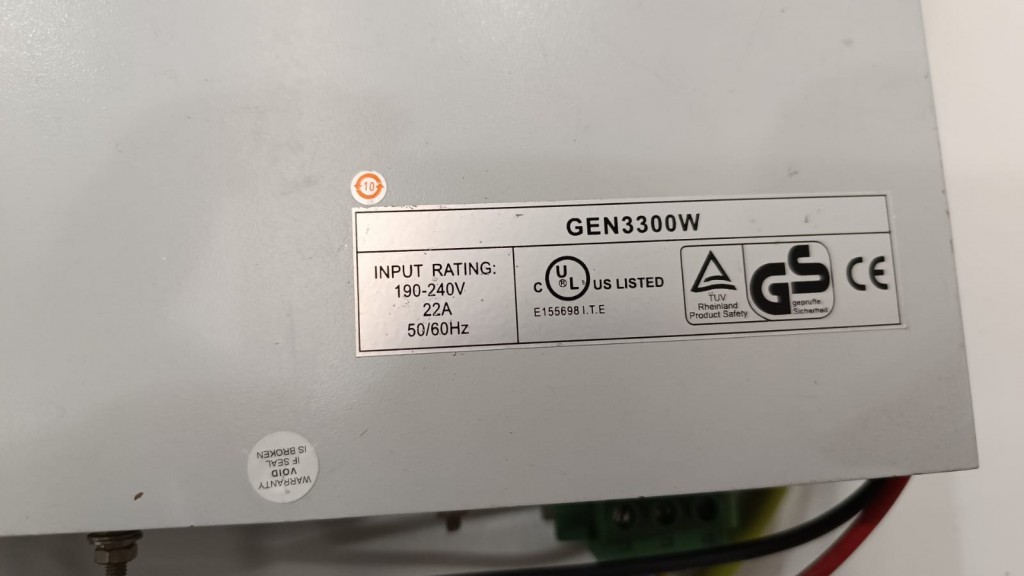 10
GEN3300W
INPUT RATING:
190-240V
22A
50/60Hz
C UL® US LISTED
E155698 I.T.E
TUV
Rheinland
Product Safety
GS
geprüfte
Sicherheit
CE
WARRANTY
VOID
IF SEAL
IS BROKEN